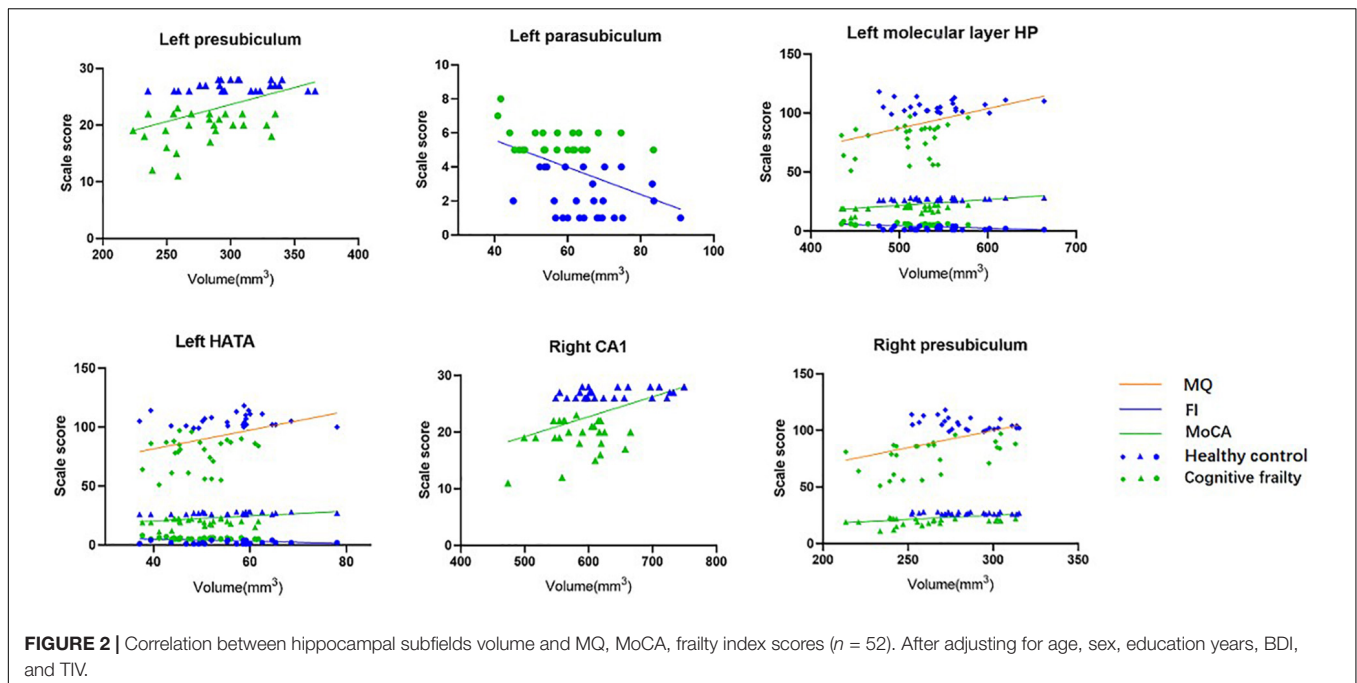 Left presubiculum
Scale score
30
20
10
0
200
250
300
350
400
Volume(mm³)
Left parasubiculum
Scale score
10
8
6
4
2
0
40
60
80
100
Volume(mm³)
Left molecular layer HP
Scale score
150
100
50
0
400
500
600
700
Volume(mm³)
Left HATA
Scale score
150
100
50
0
40
60
80
Volume(mm³)
Right CA1
Scale score
30
20
10
0
400
500
600
700
800
Volume(mm³)
Right presubiculum
Scale score
150
100
50
0
200
250
300
350
Volume(mm³)
MQ
FI
MoCA
Healthy control
Cognitive frailty
FIGURE 2 | Correlation between hippocampal subfields volume and MQ, MoCA, frailty index scores (n = 52). After adjusting for age, sex, education years, BDI,
and TIV.